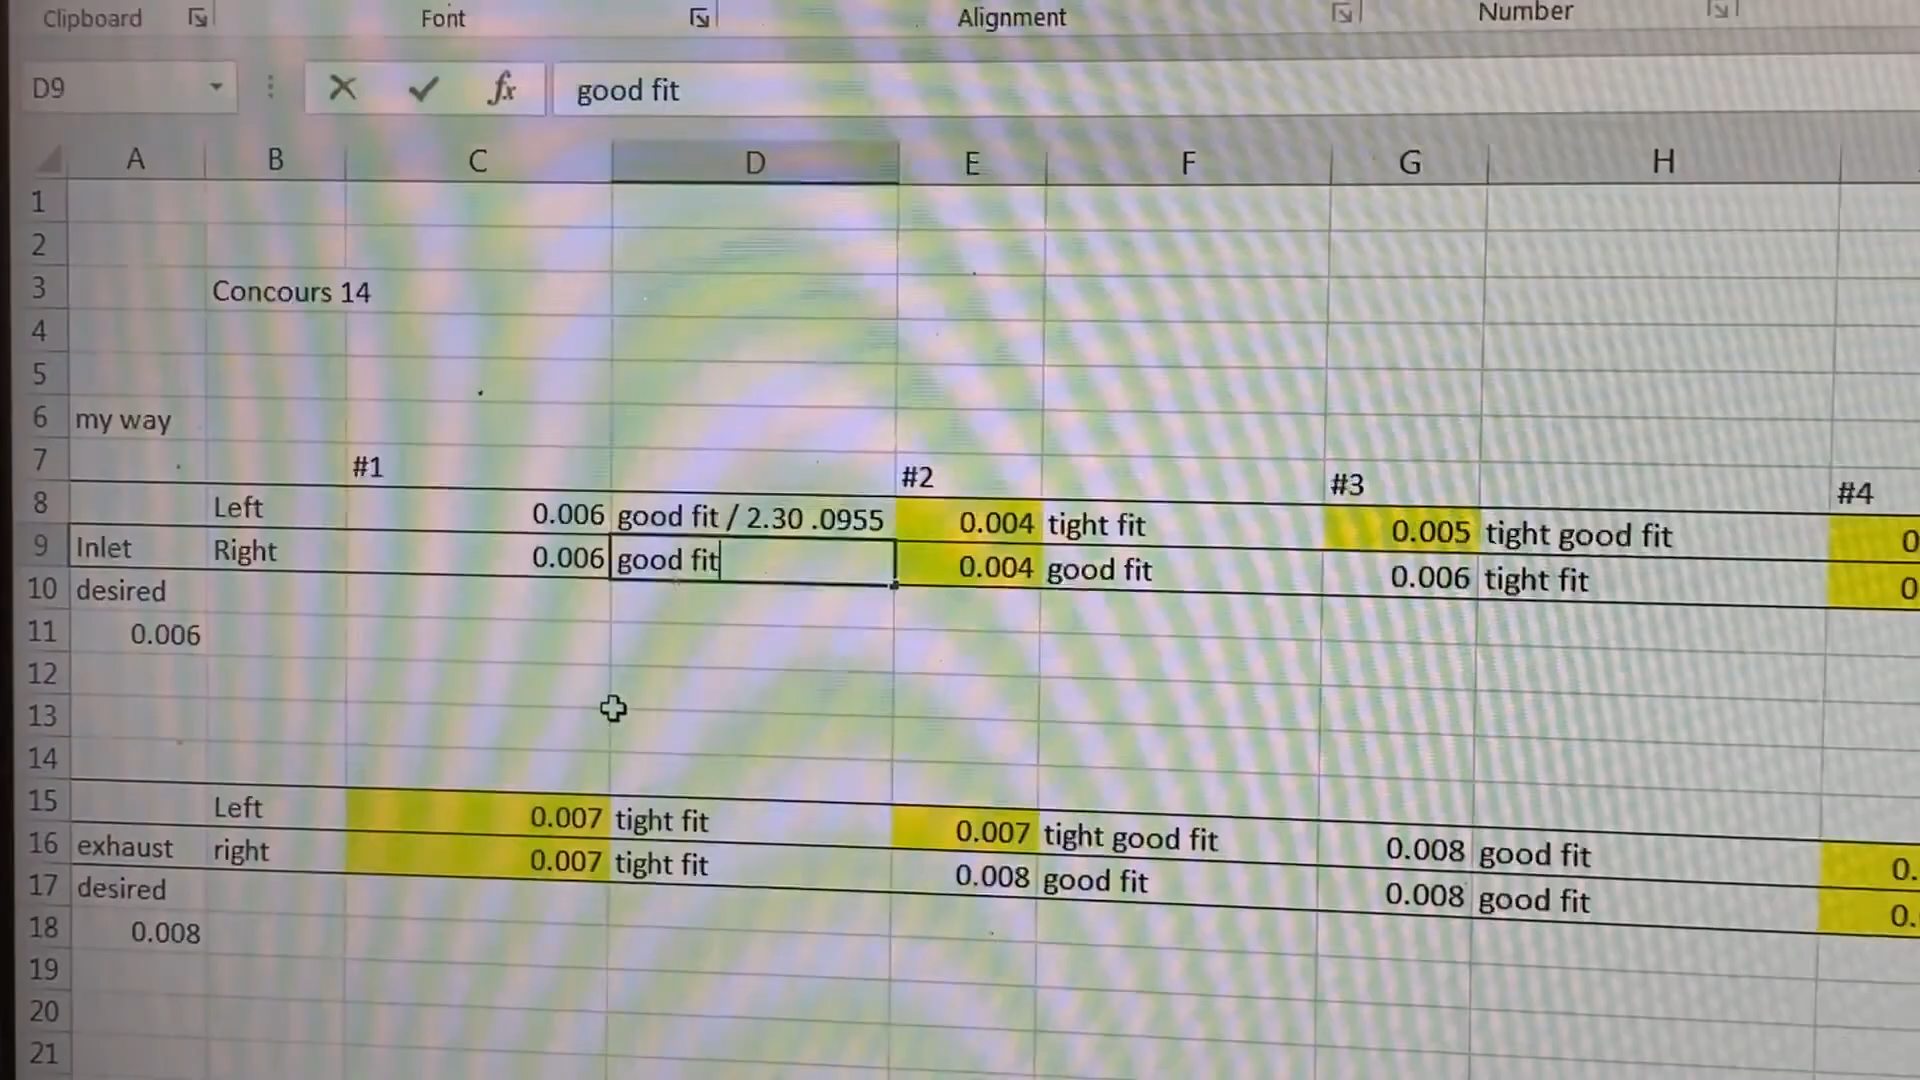 Clipboard Font Alignment Number
D9 fx good fit
A B C D E F G H
1
2
3 Concours 14
4
5
6 my way
7 #1 #2 #3 #4
8 Left 0.006 good fit / 2.30 .0955 0.004 tight fit 0.005 tight good fit 0
9 Inlet Right 0.006 good fit 0.004 good fit 0.006 tight fit 0
10 desired
11 0.006
12
13
14
15 Left 0.007 tight fit 0.007 tight good fit 0.008 good fit 0.
16 exhaust right 0.007 tight fit 0.008 good fit 0.008 good fit 0.
17 desired
18 0.008
19
20
21